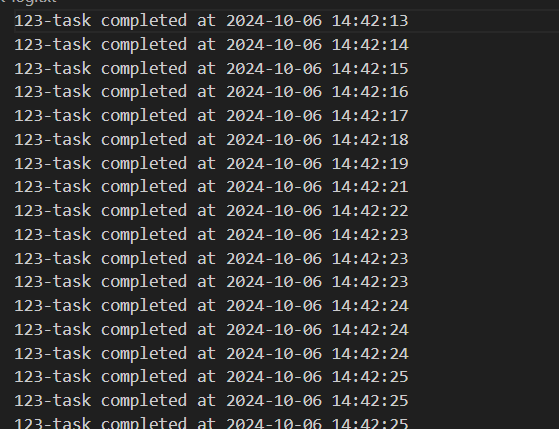 123-task completed at 2024-10-06 14:42:13
123-task completed at 2024-10-06 14:42:14
123-task completed at 2024-10-06 14:42:15
123-task completed at 2024-10-06 14:42:16
123-task completed at 2024-10-06 14:42:17
123-task completed at 2024-10-06 14:42:18
123-task completed at 2024-10-06 14:42:19
123-task completed at 2024-10-06 14:42:21
123-task completed at 2024-10-06 14:42:22
123-task completed at 2024-10-06 14:42:23
123-task completed at 2024-10-06 14:42:23
123-task completed at 2024-10-06 14:42:23
123-task completed at 2024-10-06 14:42:24
123-task completed at 2024-10-06 14:42:24
123-task completed at 2024-10-06 14:42:24
123-task completed at 2024-10-06 14:42:25
123-task completed at 2024-10-06 14:42:25
123-task completed at 2024-10-06 14:42:25